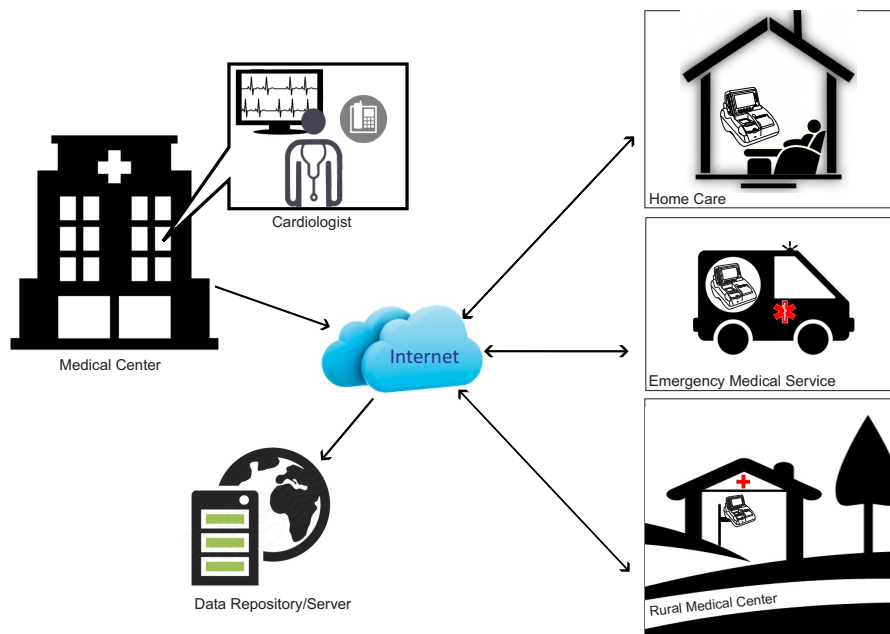 Cardiologist
Medical Center
Internet
Data Repository/Server
Home Care
Emergency Medical Service
Rural Medical Center